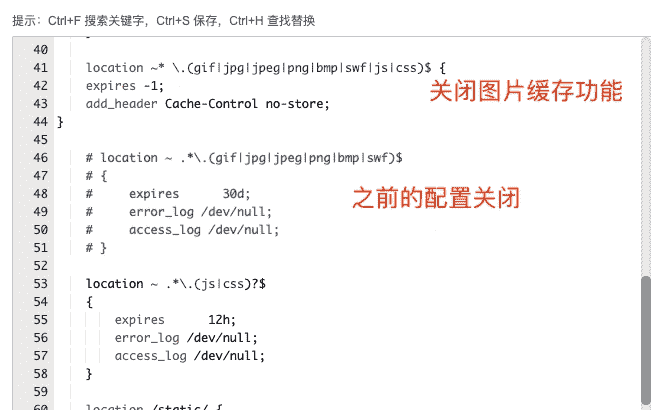 提示：Ctrl+F 搜索关键字，Ctrl+S 保存，Ctrl+H 查找替换
40
41 location ~* \.(gif|jpg|jpeg|png|bmp|swf|js|css)$ {
42 expires -1;
43 add_header Cache-Control no-store;
44 }
关闭图片缓存功能
45
46 # location ~ .*\.(gif|jpg|jpeg|png|bmp|swf)$
47 # {
48 #     expires      30d;
49 #     error_log /dev/null;
50 #     access_log /dev/null;
51 # }
之前的配置关闭
52
53 location ~ .*\.(js|css)?$
54 {
55     expires      12h;
56     error_log /dev/null;
57     access_log /dev/null;
58 }
59
60 location /static/ {